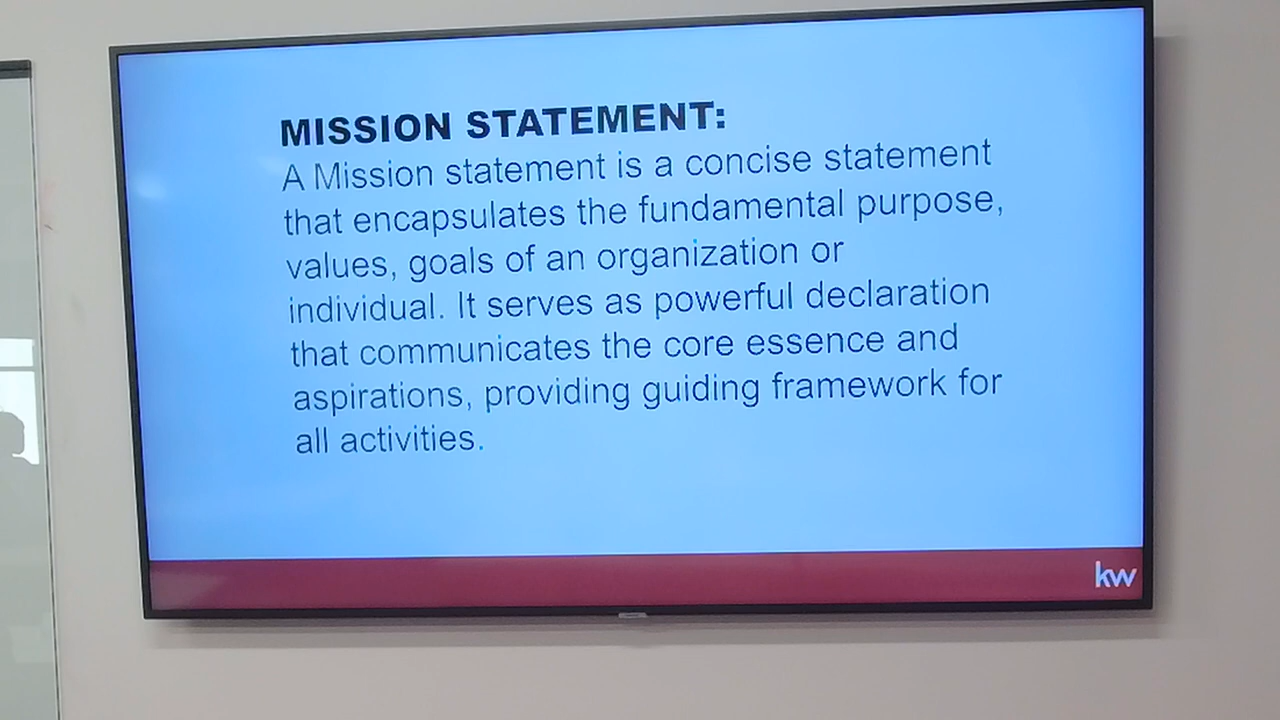 MISSION STATEMENT:
A Mission statement is a concise statement
that encapsulates the fundamental purpose,
values, goals of an organization or
individual. It serves as powerful declaration
that communicates the core essence and
aspirations, providing guiding framework for
all activities.
kw